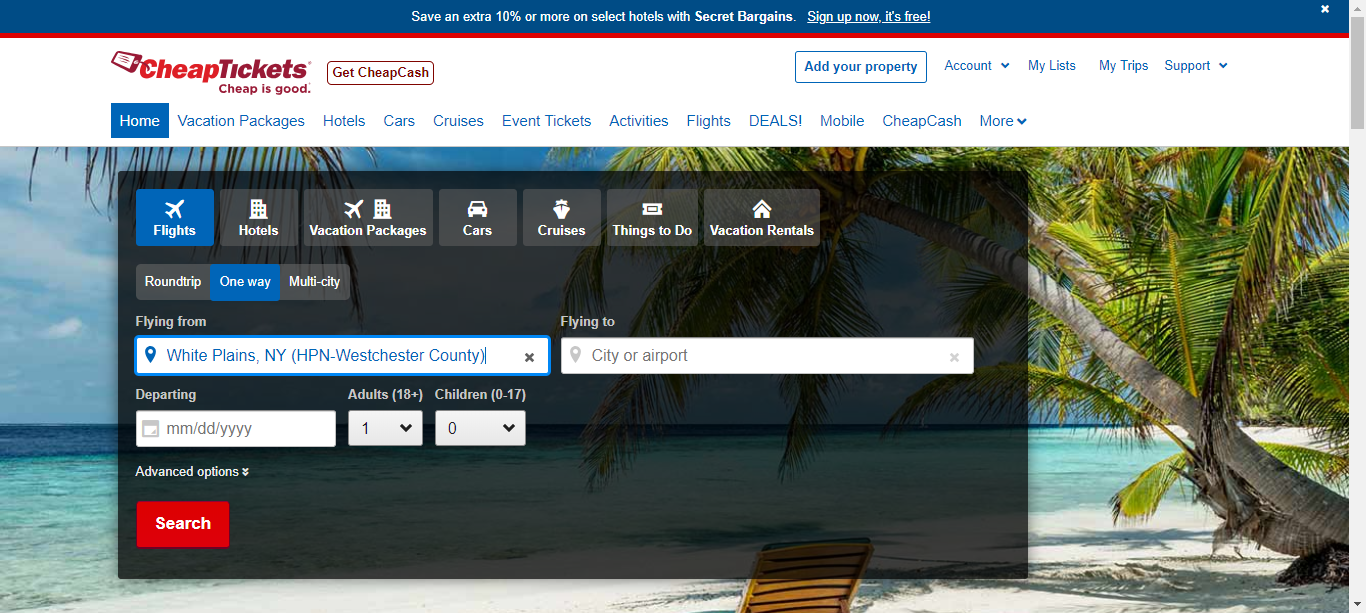 Save an extra 10% or more on select hotels with Secret Bargains. Sign up now, it's free!
CheapTickets
Cheap is good.
Get CheapCash
Add your property
Account
My Lists
My Trips
Support
Home Vacation Packages Hotels Cars Cruises Event Tickets Activities Flights DEALS! Mobile CheapCash More
Flights Hotels Vacation Packages Cars Cruises Things to Do Vacation Rentals
Roundtrip One way Multi-city
Flying from Flying to
White Plains, NY (HPN-Westchester County) City or airport
Departing Adults (18+) Children (0-17)
mm/dd/yyyy 1 0
Advanced options
Search